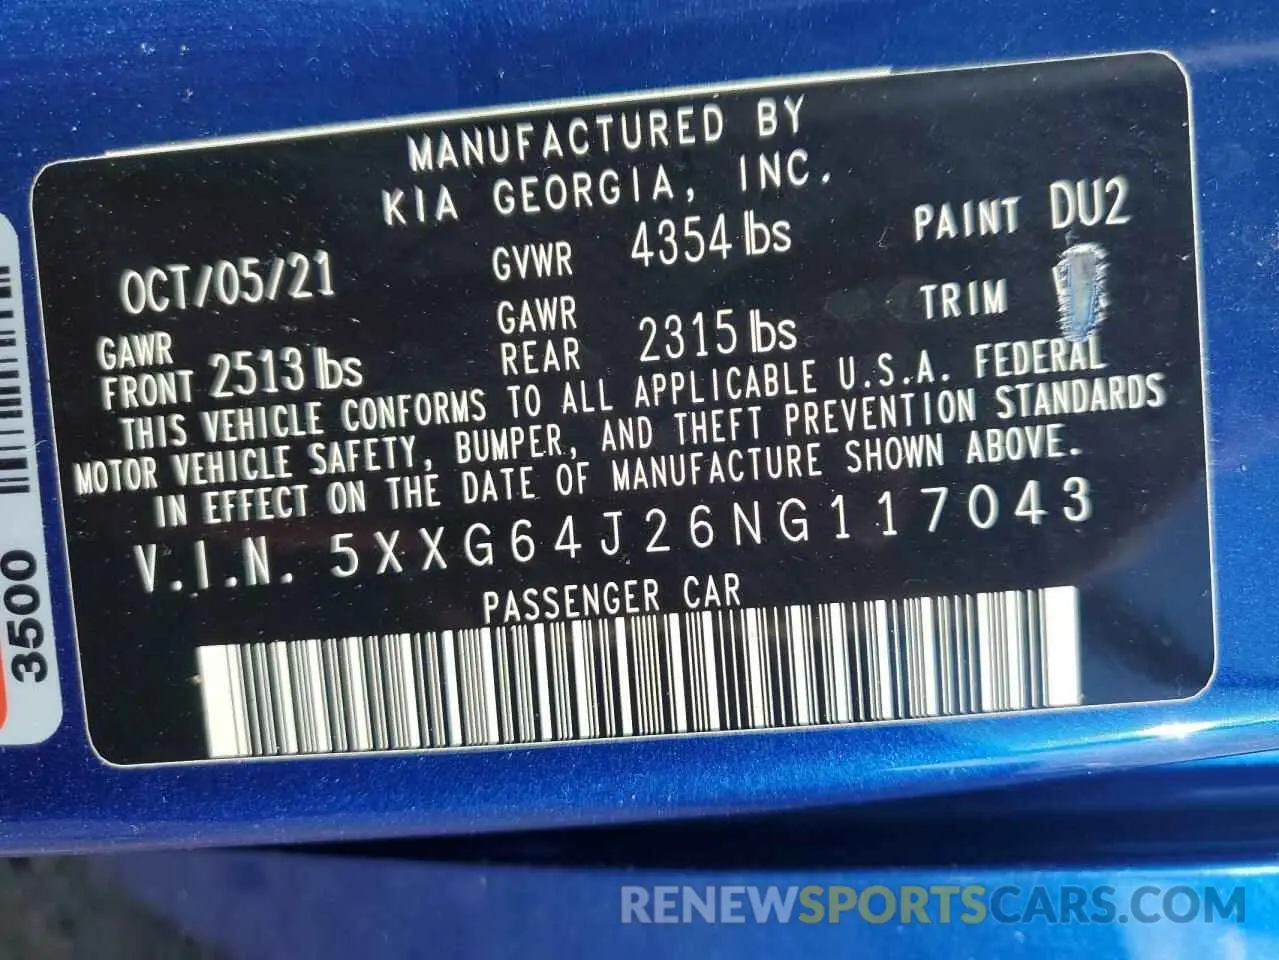 MANUFACTURED BY
KIA GEORGIA, INC.
OCT/05/21 GVWR 4354 lbs PAINT DU2
GAWR FRONT 2513 lbs GAWR REAR 2315 lbs TRIM
THIS VEHICLE CONFORMS TO ALL APPLICABLE U.S.A. FEDERAL
MOTOR VEHICLE SAFETY, BUMPER, AND THEFT PREVENTION STANDARDS
IN EFFECT ON THE DATE OF MANUFACTURE SHOWN ABOVE.
V.I.N. 5XXG64J26NG117043
PASSENGER CAR
3500
RENEWSPORTSCARS.COM